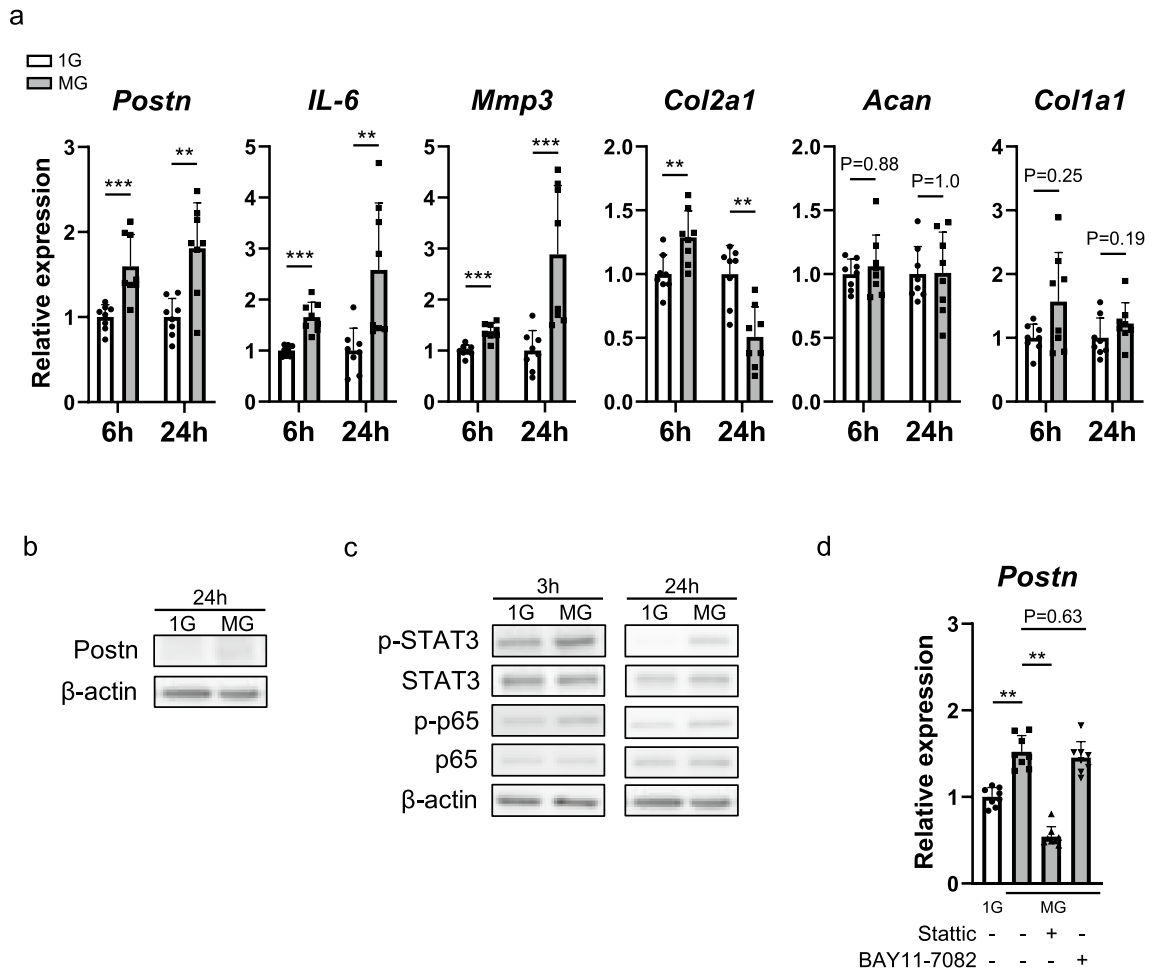 a
1G
MG
Postn IL-6 Mmp3 Col2a1 Acan Col1a1
Relative expression
3
2
1
0
*** **
6h 24h
5
4
3
2
1
0
*** **
6h 24h
5
4
3
2
1
0
*** ***
6h 24h
2.0
1.5
1.0
0.5
0.0
** **
6h 24h
2.0
1.5
1.0
0.5
0.0
P=0.88 P=1.0
6h 24h
4
3
2
1
0
P=0.25 P=0.19
6h 24h
b
24h
1G MG
Postn
β-actin
c
3h 24h
1G MG 1G MG
p-STAT3
STAT3
p-p65
p65
β-actin
d
Postn
P=0.63
**
**
Relative expression
3
2
1
0
1G MG
Stattic - - + -
BAY11-7082 - - - +